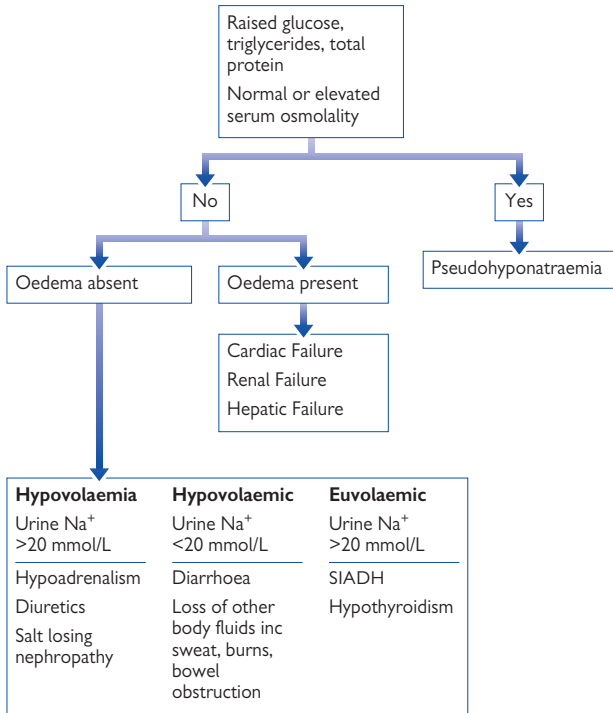 Raised glucose,
triglycerides, total
protein
Normal or elevated
serum osmolality
No
Yes
Oedema absent
Oedema present
Pseudohyponatraemia
Cardiac Failure
Renal Failure
Hepatic Failure
Hypovolaemia
Urine Na⁺
>20 mmol/L
Hypoadrenalism
Diuretics
Salt losing
nephropathy
Hypovolaemic
Urine Na⁺
<20 mmol/L
Diarrhoea
Loss of other
body fluids inc
sweat, burns,
bowel
obstruction
Euvolaemic
Urine Na⁺
>20 mmol/L
SIADH
Hypothyroidism